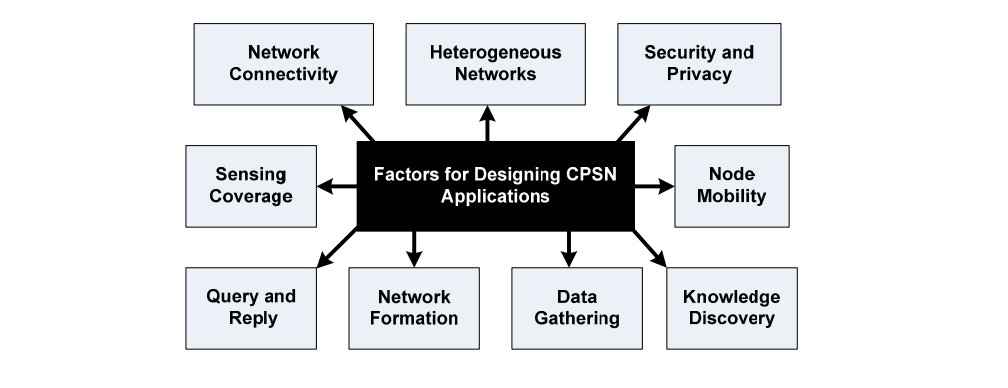 Network
Connectivity
Heterogeneous
Networks
Security and
Privacy
Sensing
Coverage
Factors for Designing CPSN
Applications
Node
Mobility
Query and
Reply
Network
Formation
Data
Gathering
Knowledge
Discovery